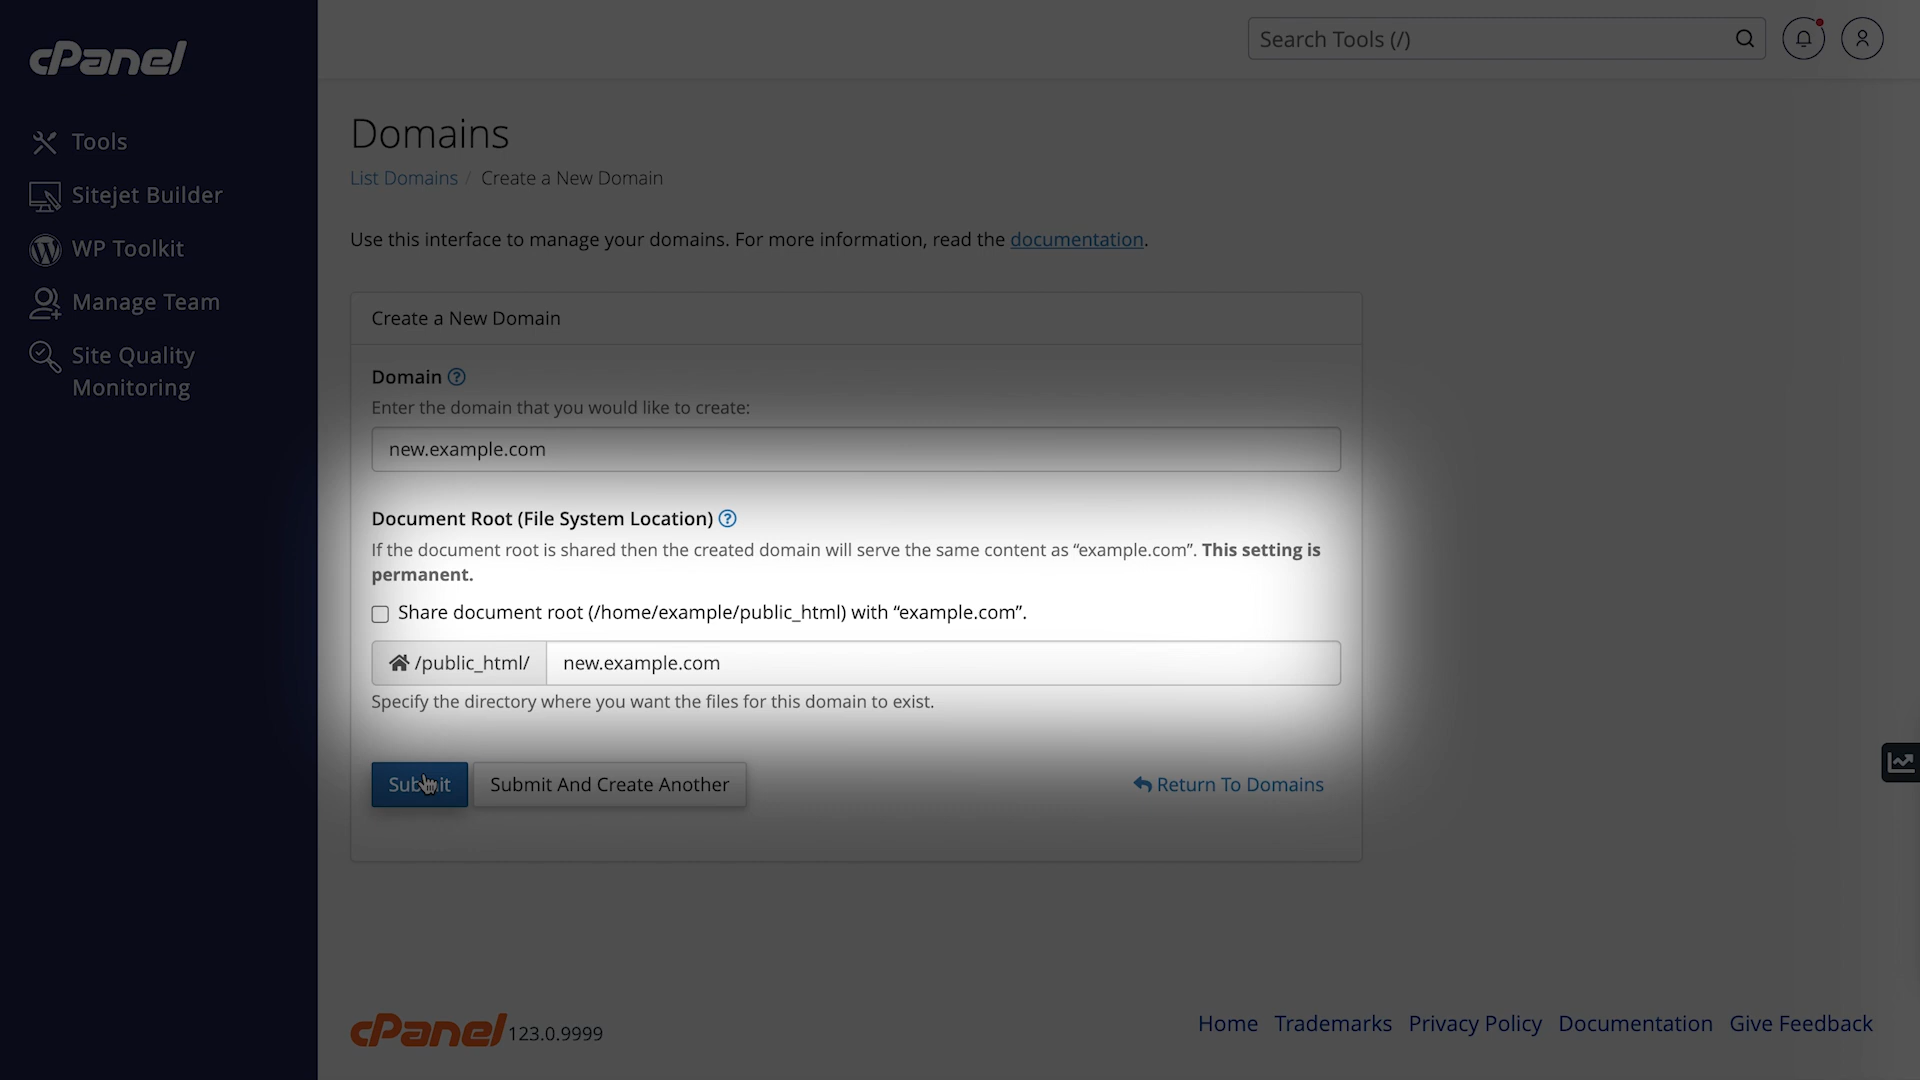 cPanel
Search Tools (/)
Tools
Sitejet Builder
WP Toolkit
Manage Team
Site Quality
Monitoring
Domains
List Domains / Create a New Domain
Use this interface to manage your domains. For more information, read the documentation.
Create a New Domain
Domain ?
Enter the domain that you would like to create:
new.example.com
Document Root (File System Location) ?
If the document root is shared then the created domain will serve the same content as “example.com”. This setting is
permanent.
Share document root (/home/example/public_html) with “example.com”.
/public_html/ new.example.com
Specify the directory where you want the files for this domain to exist.
Submit Submit And Create Another Return To Domains
cPanel 123.0.9999
Home Trademarks Privacy Policy Documentation Give Feedback